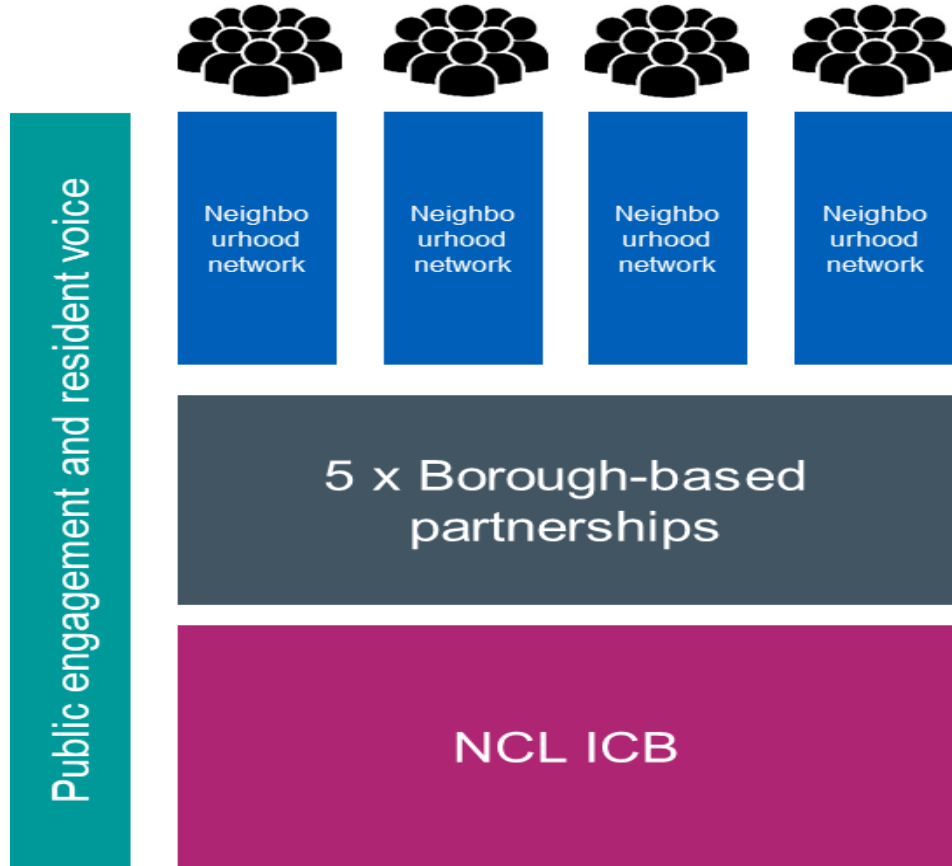 Public engagement and resident voice
Neighbo
urhood
network
Neighbo
urhood
network
Neighbo
urhood
network
Neighbo
urhood
network
5 x Borough-based
partnerships
NCL ICB